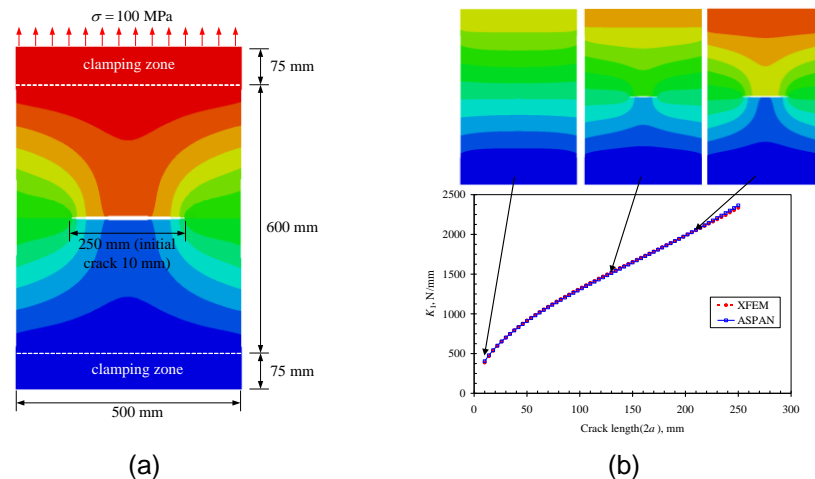 σ = 100 MPa
clamping zone
75 mm
600 mm
250 mm (initial
crack 10 mm)
clamping zone
75 mm
500 mm
(a)
2500
2000
1500
1000
500
0
K₁, N/mm
XFEM
ASPAN
0
50
100
150
200
250
300
Crack length(2a), mm
(b)